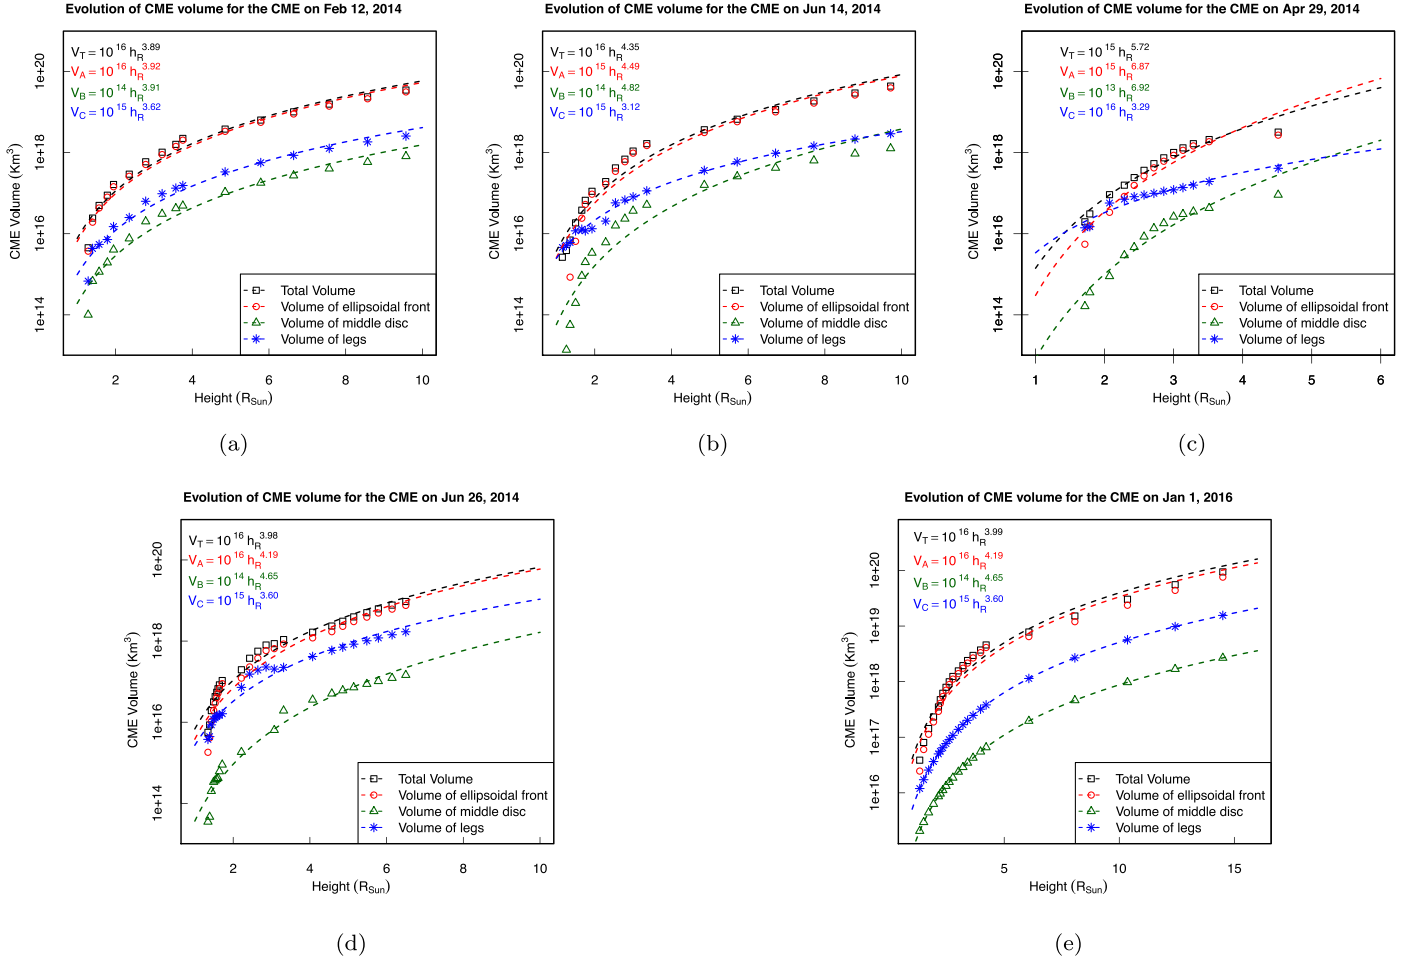 Evolution of CME volume for the CME on Feb 12, 2014
V_T = 10^16 h_R^3.89
V_A = 10^16 h_R^3.92
V_B = 10^14 h_R^3.91
V_C = 10^15 h_R^3.62
CME Volume (Km^3)
1e+14 1e+16 1e+18 1e+20
Total Volume
Volume of ellipsoidal front
Volume of middle disc
Volume of legs
2 4 6 8 10
Height (R_Sun)
(a)
Evolution of CME volume for the CME on Jun 14, 2014
V_T = 10^16 h_R^4.35
V_A = 10^15 h_R^4.49
V_B = 10^14 h_R^4.82
V_C = 10^15 h_R^3.12
CME Volume (Km^3)
1e+14 1e+16 1e+18 1e+20
Total Volume
Volume of ellipsoidal front
Volume of middle disc
Volume of legs
2 4 6 8 10
Height (R_Sun)
(b)
Evolution of CME volume for the CME on Apr 29, 2014
V_T = 10^15 h_R^5.72
V_A = 10^15 h_R^6.87
V_B = 10^13 h_R^6.92
V_C = 10^16 h_R^3.29
CME Volume (Km^3)
1e+14 1e+16 1e+18 1e+20
Total Volume
Volume of ellipsoidal front
Volume of middle disc
Volume of legs
1 2 3 4 5 6
Height (R_Sun)
(c)
Evolution of CME volume for the CME on Jun 26, 2014
V_T = 10^16 h_R^3.98
V_A = 10^16 h_R^4.19
V_B = 10^14 h_R^4.65
V_C = 10^15 h_R^3.60
CME Volume (Km^3)
1e+14 1e+16 1e+18 1e+20
Total Volume
Volume of ellipsoidal front
Volume of middle disc
Volume of legs
2 4 6 8 10
Height (R_Sun)
(d)
Evolution of CME volume for the CME on Jan 1, 2016
V_T = 10^16 h_R^3.99
V_A = 10^16 h_R^4.19
V_B = 10^14 h_R^4.65
V_C = 10^15 h_R^3.60
CME Volume (Km^3)
1e+16 1e+17 1e+18 1e+19 1e+20
Total Volume
Volume of ellipsoidal front
Volume of middle disc
Volume of legs
5 10 15
Height (R_Sun)
(e)